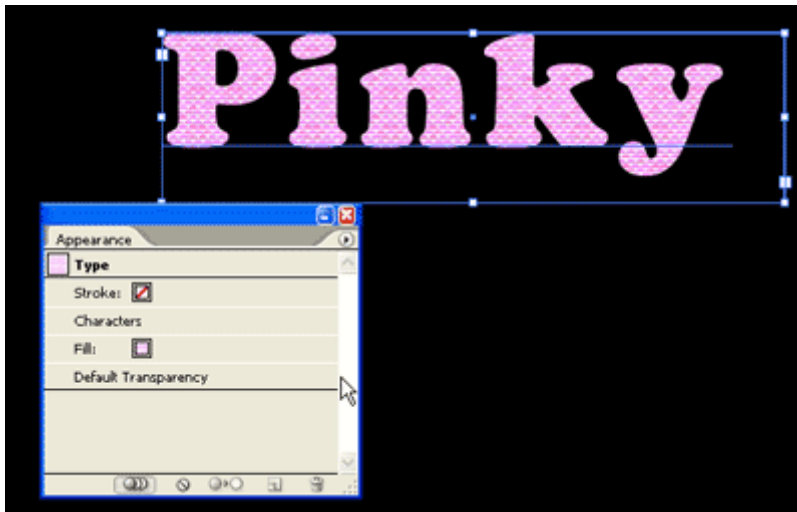 Pinky
Appearance
Type
Stroke:
Characters
Fill:
Default Transparency